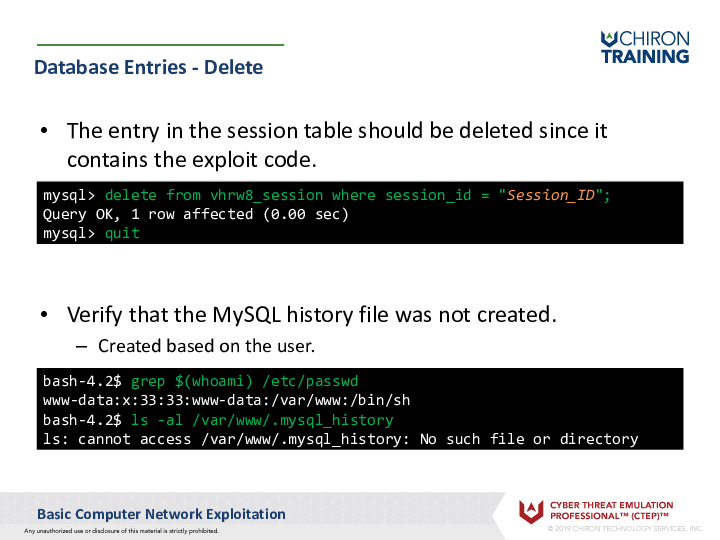 CHIRON
TRAINING
Database Entries - Delete
• The entry in the session table should be deleted since it
contains the exploit code.
mysql> delete from vhrw8_session where session_id = "Session_ID";
Query OK, 1 row affected (0.00 sec)
mysql> quit
• Verify that the MySQL history file was not created.
– Created based on the user.
bash-4.2$ grep $(whoami) /etc/passwd
www-data:x:33:33:www-data:/var/www:/bin/sh
bash-4.2$ ls -al /var/www/.mysql_history
ls: cannot access /var/www/.mysql_history: No such file or directory
Basic Computer Network Exploitation
Any unauthorized use or disclosure of this material is strictly prohibited.
CYBER THREAT EMULATION
PROFESSIONAL™ (CTEP)™
© 2019 CHIRON TECHNOLOGY SERVICES, INC.